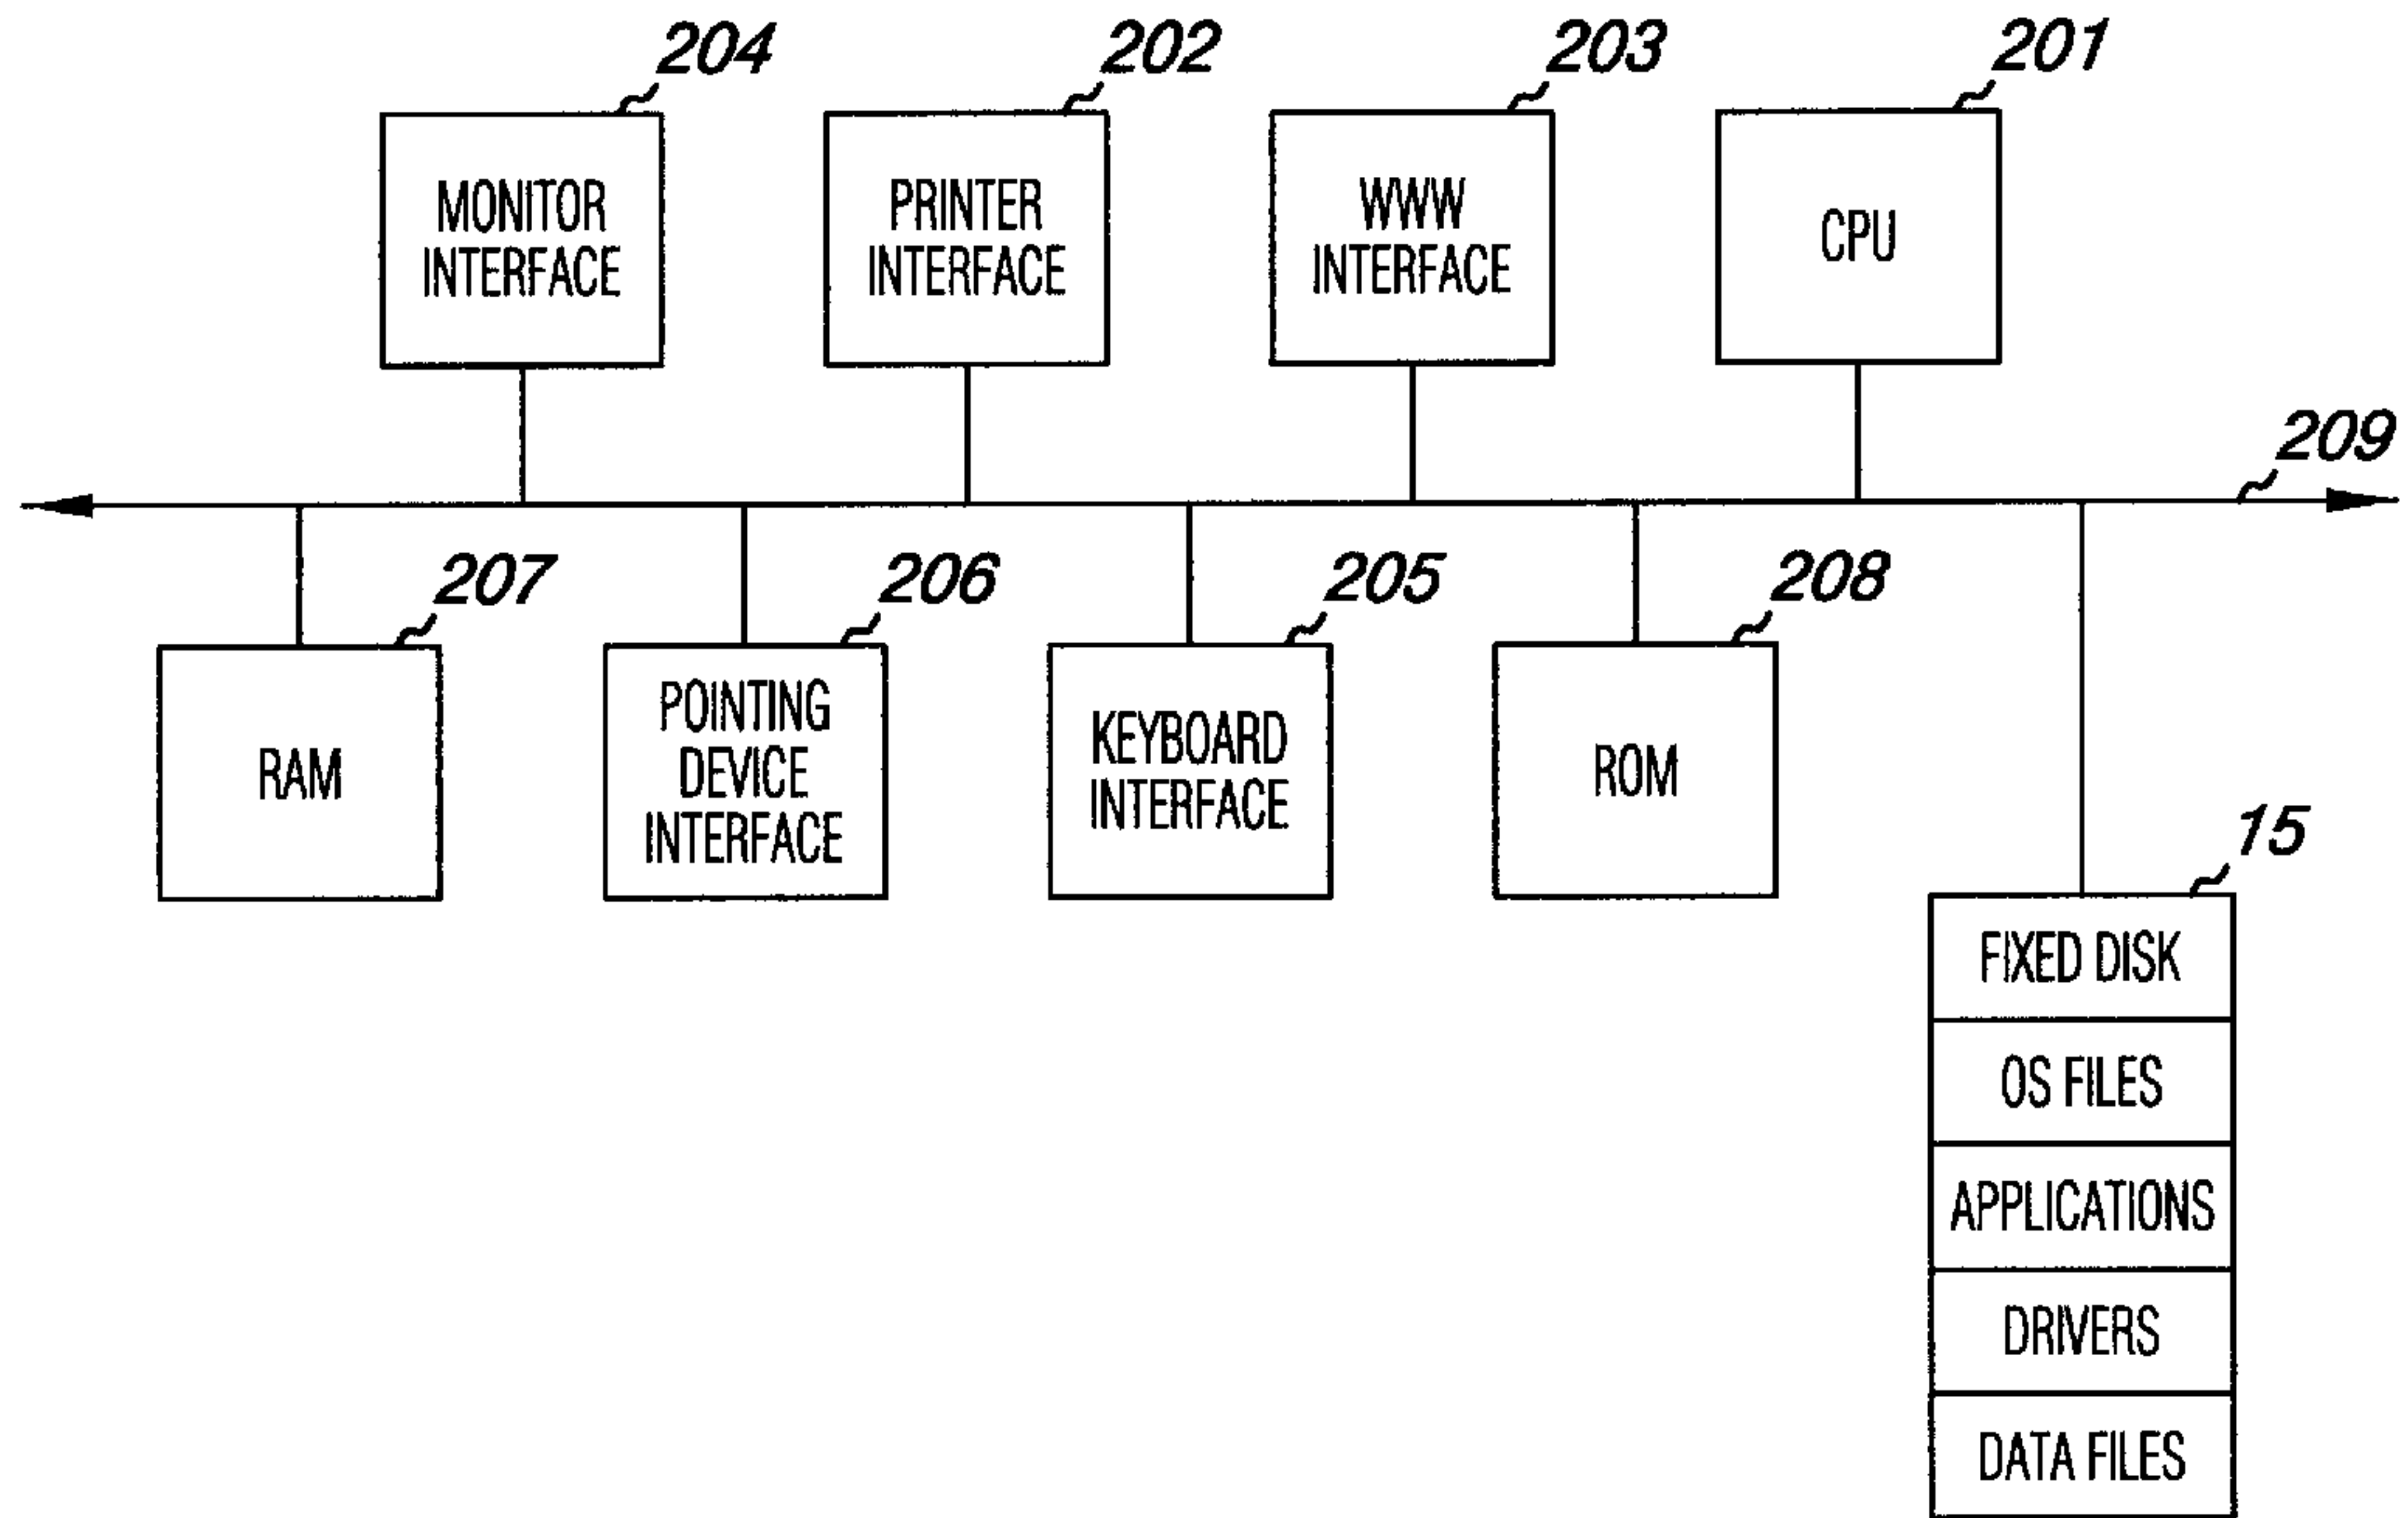 204
202
203
201
MONITOR
INTERFACE
PRINTER
INTERFACE
WWW
INTERFACE
CPU
209
207
206
205
208
RAM
POINTING
DEVICE
INTERFACE
KEYBOARD
INTERFACE
ROM
15
FIXED DISK
OS FILES
APPLICATIONS
DRIVERS
DATA FILES